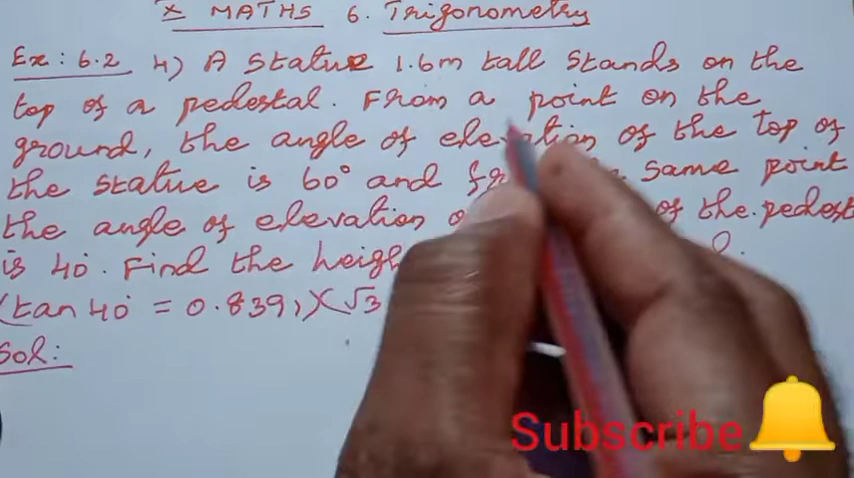 X MATHS 6. Trigonometry
Ex: 6.2 4) A Statue 1.6m tall Stands on the
top of a pedestal. From a point on the
ground, the angle of elevation of the top of
the Statue is 60° and Same point
the angle of elevation of the pedest
is 40°. Find the heigh
(tan 40° = 0.839, √3
Sol:
Subscribe